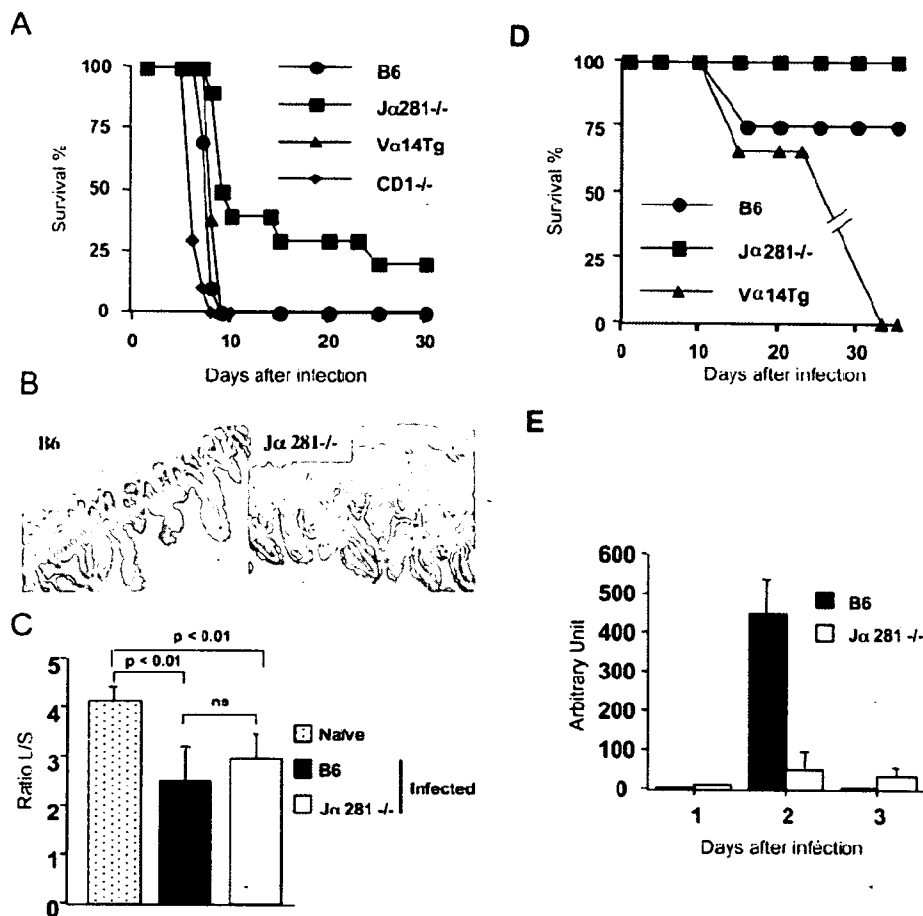 A
100
75
50
25
0
Survival %
0 10 20 30
Days after infection
B6
Jα281-/-
Vα14Tg
CD1-/-
B
B6
Jα 281-/-
C
p < 0.01
p < 0.01
ns
5
4
3
2
1
0
Ratio L/S
Naïve
B6
Jα 281 -/-
Infected
D
100
75
50
25
0
Survival %
B6
Jα281-/-
Vα14Tg
0 10 20 30
Days after infection
E
600
500
400
300
200
100
0
Arbitrary Unit
B6
Jα 281 -/-
1 2 3
Days after infection